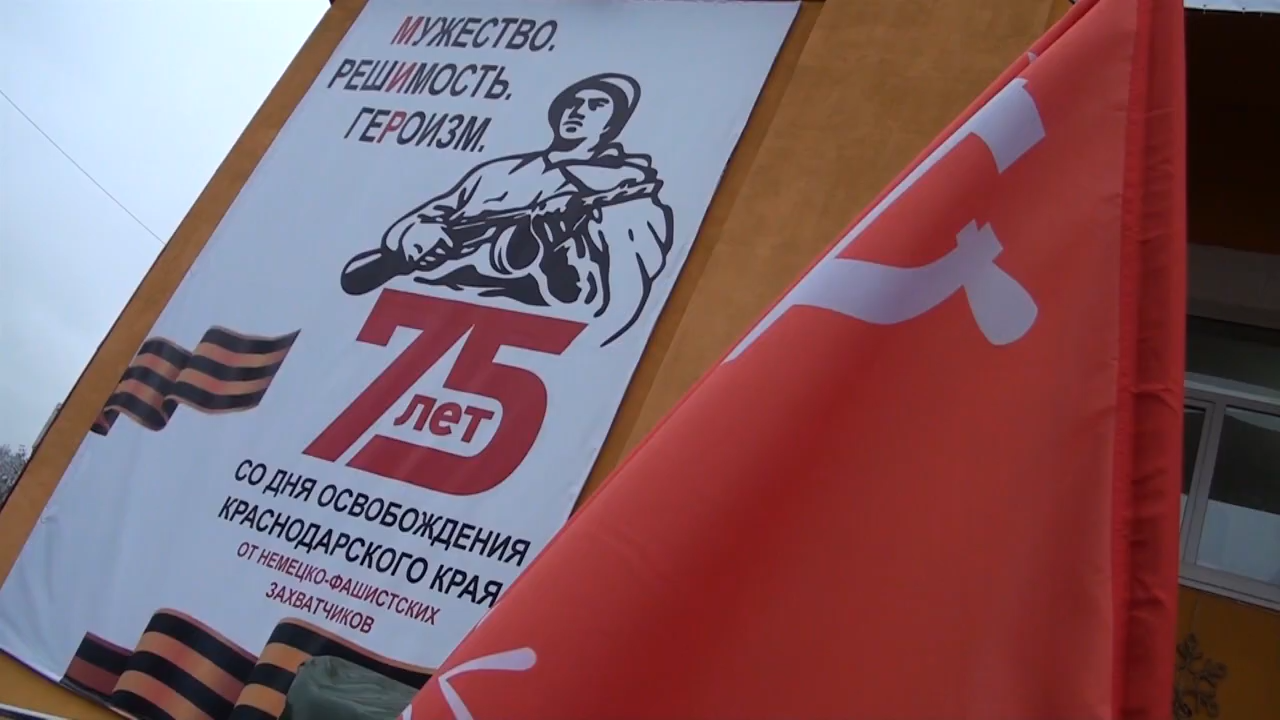 МУЖЕСТВО.
РЕШИМОСТЬ.
ГЕРОИЗМ.
75
лет
СО ДНЯ ОСВОБОЖДЕНИЯ
КРАСНОДАРСКОГО КРАЯ
ОТ НЕМЕЦКО-ФАШИСТСКИХ
ЗАХВАТЧИКОВ